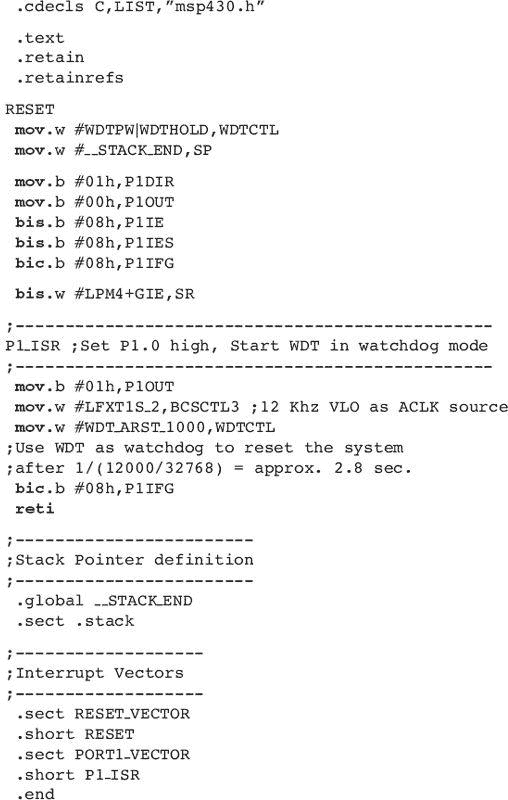 .cdecls C,LIST,”msp430.h”
.text
.retain
.retainrefs
RESET
mov.w #WDTPW|WDTHOLD,WDTCTL
mov.w #__STACK_END,SP
mov.b #01h,P1DIR
mov.b #00h,P1OUT
bis.b #08h,P1IE
bis.b #08h,P1IES
bic.b #08h,P1IFG
bis.w #LPM4+GIE,SR
;------------------------------------------------
P1_ISR ;Set P1.0 high, Start WDT in watchdog mode
;------------------------------------------------
mov.b #01h,P1OUT
mov.w #LFXT1S_2,BCSCTL3 ;12 Khz VLO as ACLK source
mov.w #WDT_ARST_1000,WDTCTL
;Use WDT as watchdog to reset the system
;after 1/(12000/32768) = approx. 2.8 sec.
bic.b #08h,P1IFG
reti
;------------------------
;Stack Pointer definition
;------------------------
.global __STACK_END
.sect .stack
;-------------------
;Interrupt Vectors
;-------------------
.sect RESET_VECTOR
.short RESET
.sect PORT1_VECTOR
.short P1_ISR
.end